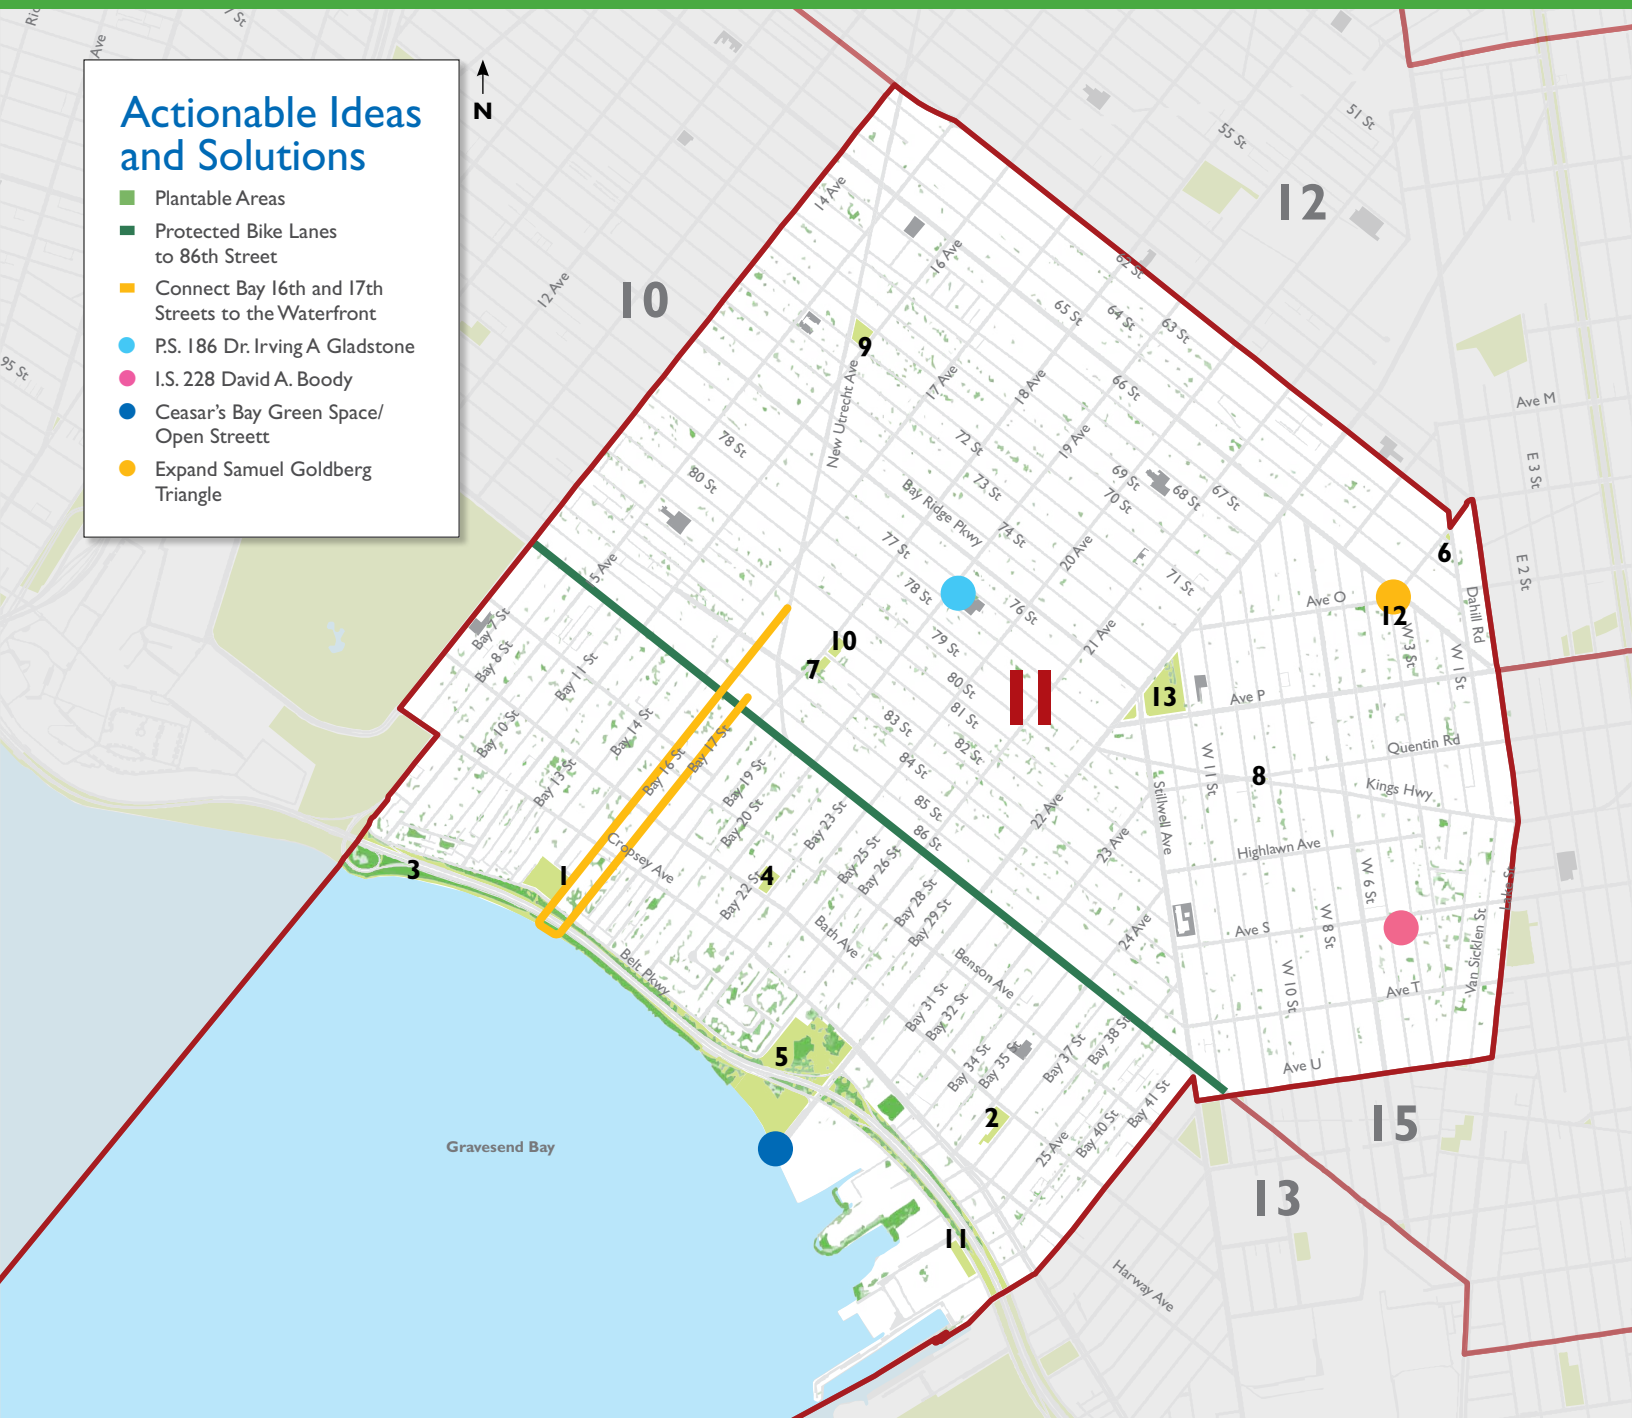 Actionable Ideas
and Solutions
Plantable Areas
Protected Bike Lanes
to 86th Street
Connect Bay 16th and 17th
Streets to the Waterfront
P.S. 186 Dr. Irving A Gladstone
I.S. 228 David A. Boody
Ceasar's Bay Green Space/
Open Streett
Expand Samuel Goldberg
Triangle
N
7 St
Ave
95 St
12 Ave
10
12
55 St
51 St
14 Ave
16 Ave
62 St
65 St
64 St
63 St
9
New Utrecht Ave
17 Ave
18 Ave
66 St
Ave M
78 St
80 St
72 St
73 St
19 Ave
69 St
70 St
68 St
67 St
E 3 St
Bay Ridge Pkwy
74 St
77 St
20 Ave
71 St
6
E 2 St
5 Ave
78 St
76 St
Ave O
12
Dahill Rd
Bay 7 St
Bay 8 St
Bay 11 St
10
7
79 St
21 Ave
W 3 St
W 1 St
80 St
11
13
Ave P
Bay 10 St
Bay 14 St
81 St
83 St
82 St
84 St
Bay 13 St
Bay 16 St
Bay 17 St
Bay 19 St
Bay 20 St
Quentin Rd
W 11 St
8
Kings Hwy
Stillwell Ave
22 Ave
85 St
86 St
Bay 23 St
23 Ave
Highlawn Ave
3
1
Cropsey Ave
4
Bay 22 St
Bay 25 St
Bay 26 St
Bay 28 St
Bay 29 St
W 6 St
W 8 St
Ave S
Van Sicklen St
24 Ave
Bath Ave
Benson Ave
Belt Pkwy
W 10 St
Ave T
Bay 31 St
Bay 32 St
5
Bay 34 St
Bay 35 St
Bay 37 St
Bay 38 St
Ave U
2
Bay 41 St
Bay 40 St
25 Ave
15
Gravesend Bay
13
11
Harway Ave